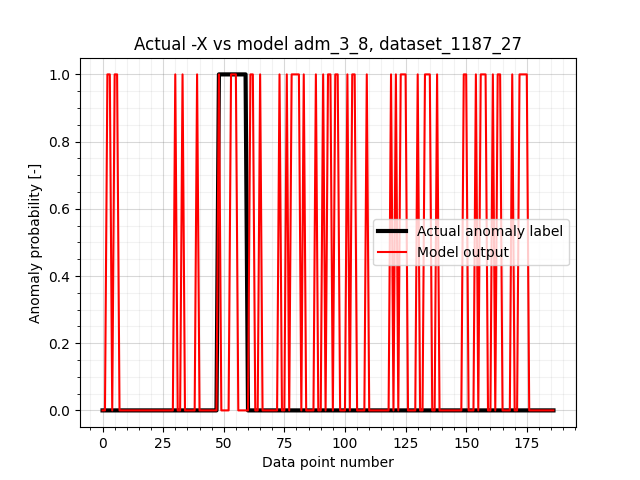 Actual -X vs model adm_3_8, dataset_1187_27
Anomaly probability [-]
1.0
0.8
0.6
0.4
0.2
0.0
Actual anomaly label
Model output
0 25 50 75 100 125 150 175
Data point number